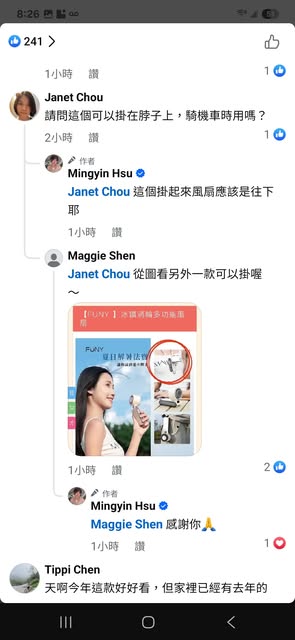 8:26
241 >
1小時 讚 1
Janet Chou
請問這個可以掛在脖子上，騎機車時用嗎？
2小時 讚 1
作者
Mingyin Hsu
Janet Chou 這個掛起來風扇應該是往下
耶
1小時 讚
Maggie Shen
Janet Chou 從圖看另外一款可以掛喔
～
【FUNY】冰鎮渦輪多功能風
扇
FUNY
夏日解暑法寶
1小時 讚 2
作者
Mingyin Hsu
Maggie Shen 感謝你🙏
1小時 讚 1
Tippi Chen
天啊今年這款好好看，但家裡已經有去年的